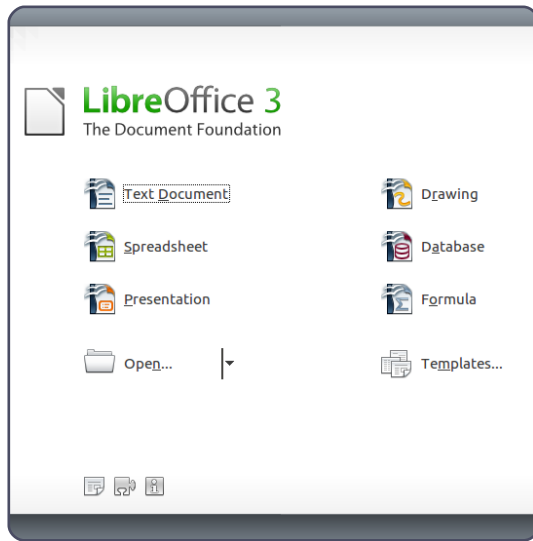 LibreOffice 3
The Document Foundation
Text Document
Drawing
Spreadsheet
Database
Presentation
Formula
Open...
Templates...